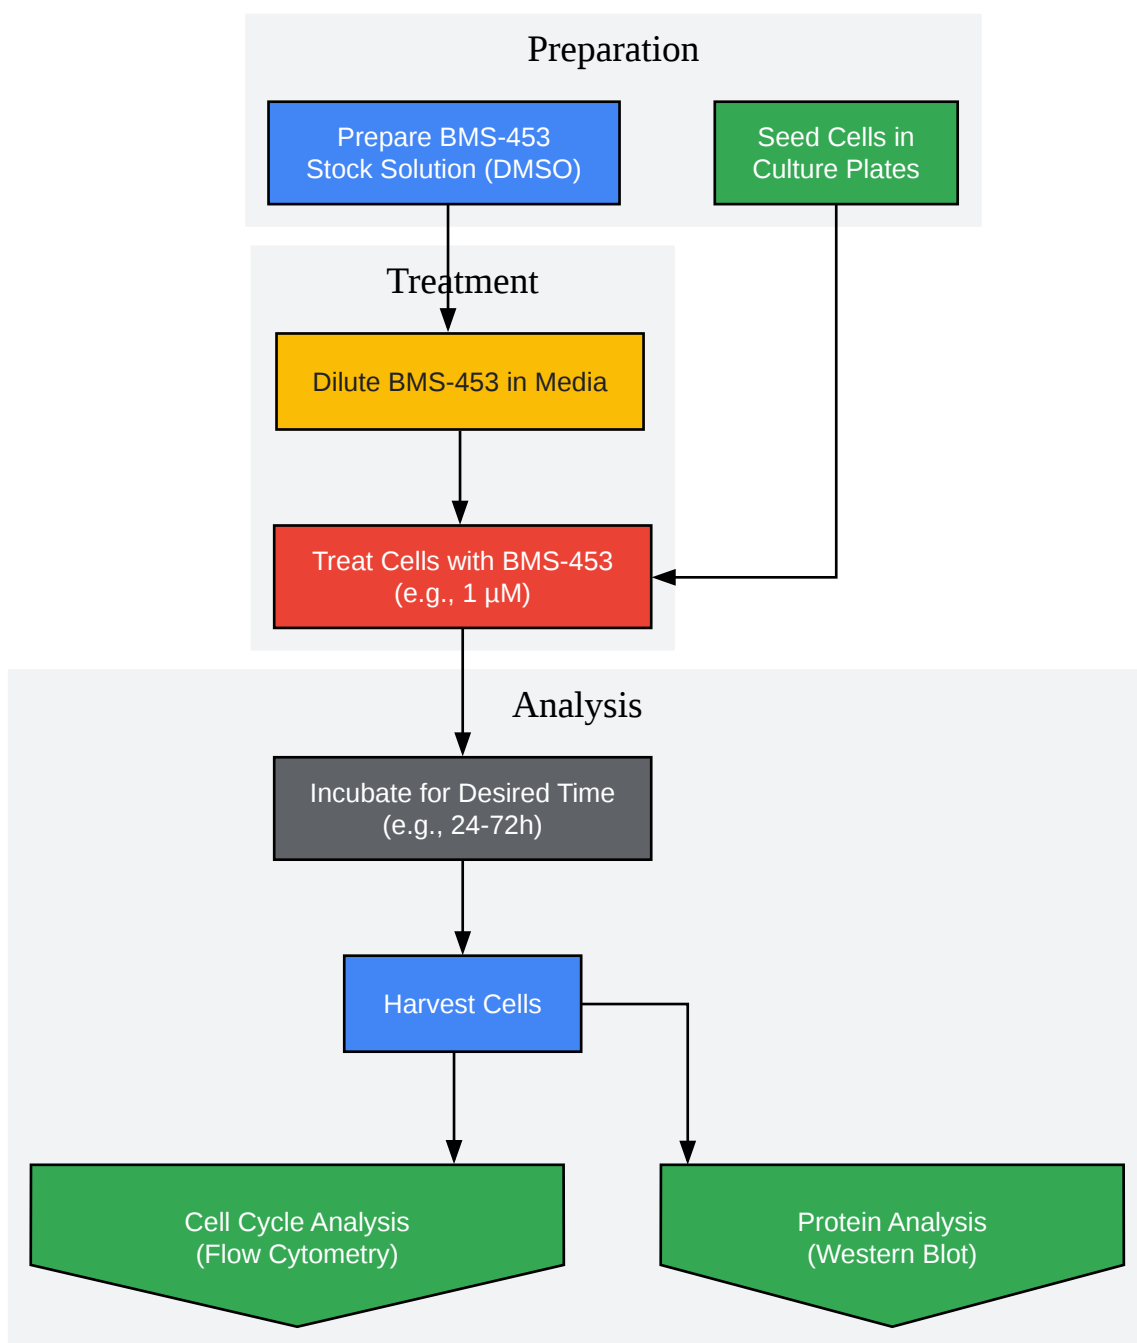 Preparation
Prepare BMS-453
Stock Solution (DMSO)
Seed Cells in
Culture Plates
Treatment
Dilute BMS-453 in Media
Treat Cells with BMS-453
(e.g., 1 µM)
Analysis
Incubate for Desired Time
(e.g., 24-72h)
Harvest Cells
Cell Cycle Analysis
(Flow Cytometry)
Protein Analysis
(Western Blot)